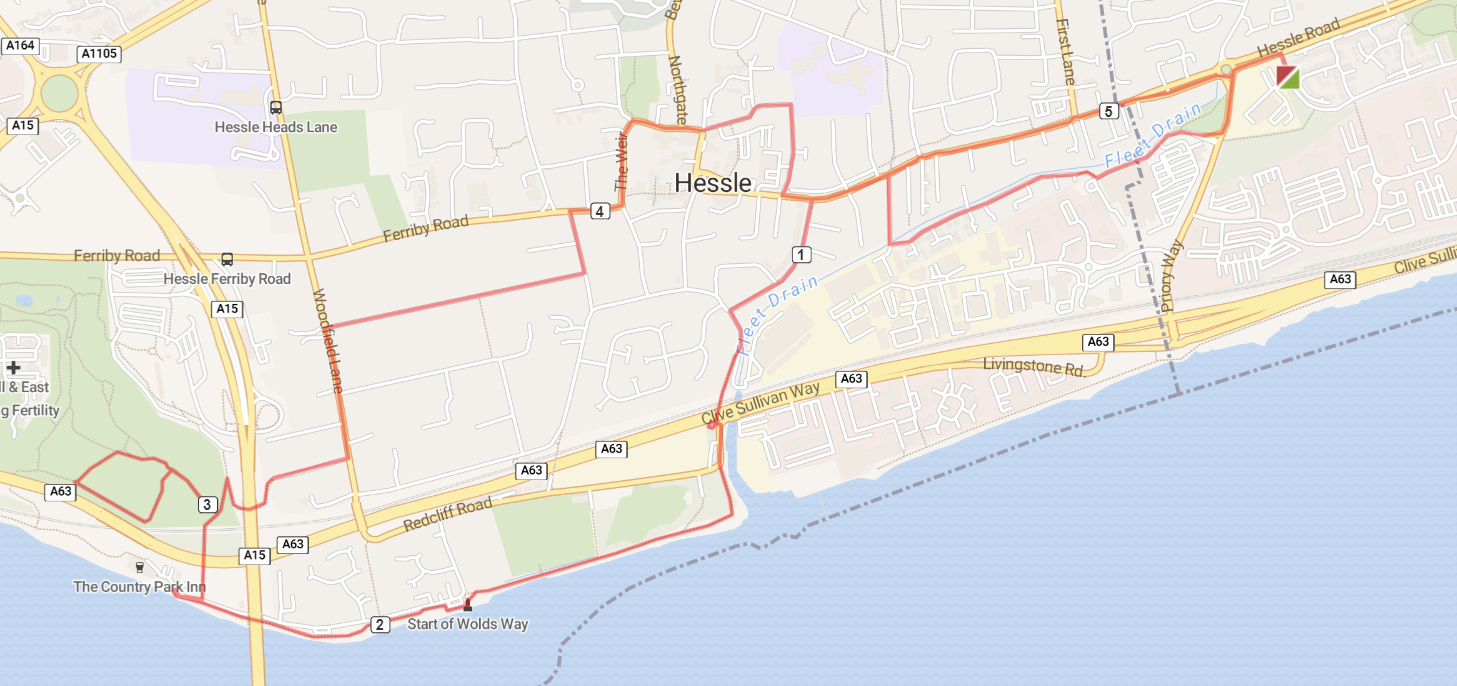 A164
A1105
A15
Hessle Heads Lane
Northgate
First Lane
Hessle Road
5
Fleet Drain
The Weir
Hessle
4
Ferriby Road
Ferriby Road
Hessle Ferriby Road
A15
1
Fleet Drain
Priory Way
A63
Clive Sulli
Woodfield Lane
A63
Livingstone Rd
A63
Clive Sullivan Way
ll & East
g Fertility
A63
A63
A63
3
Redcliff Road
A63
A15
The Country Park Inn
2
Start of Wolds Way